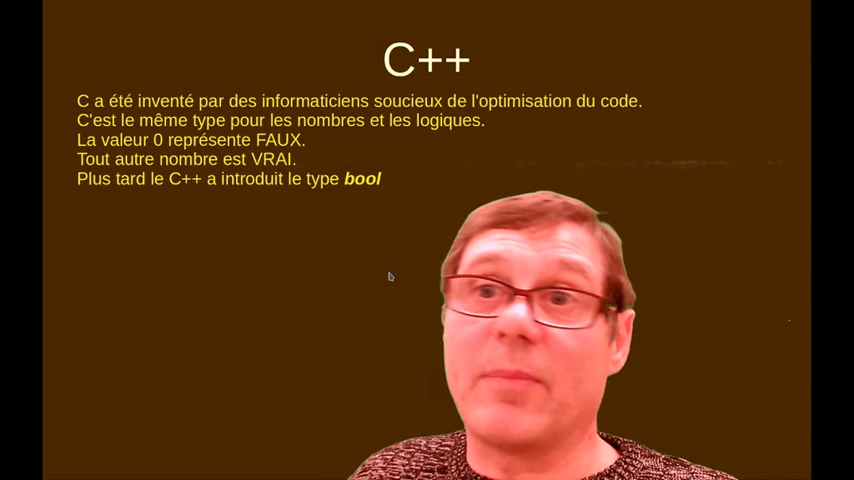 C++
C a été inventé par des informaticiens soucieux de l'optimisation du code.
C'est le même type pour les nombres et les logiques.
La valeur 0 représente FAUX.
Tout autre nombre est VRAI.
Plus tard le C++ a introduit le type bool